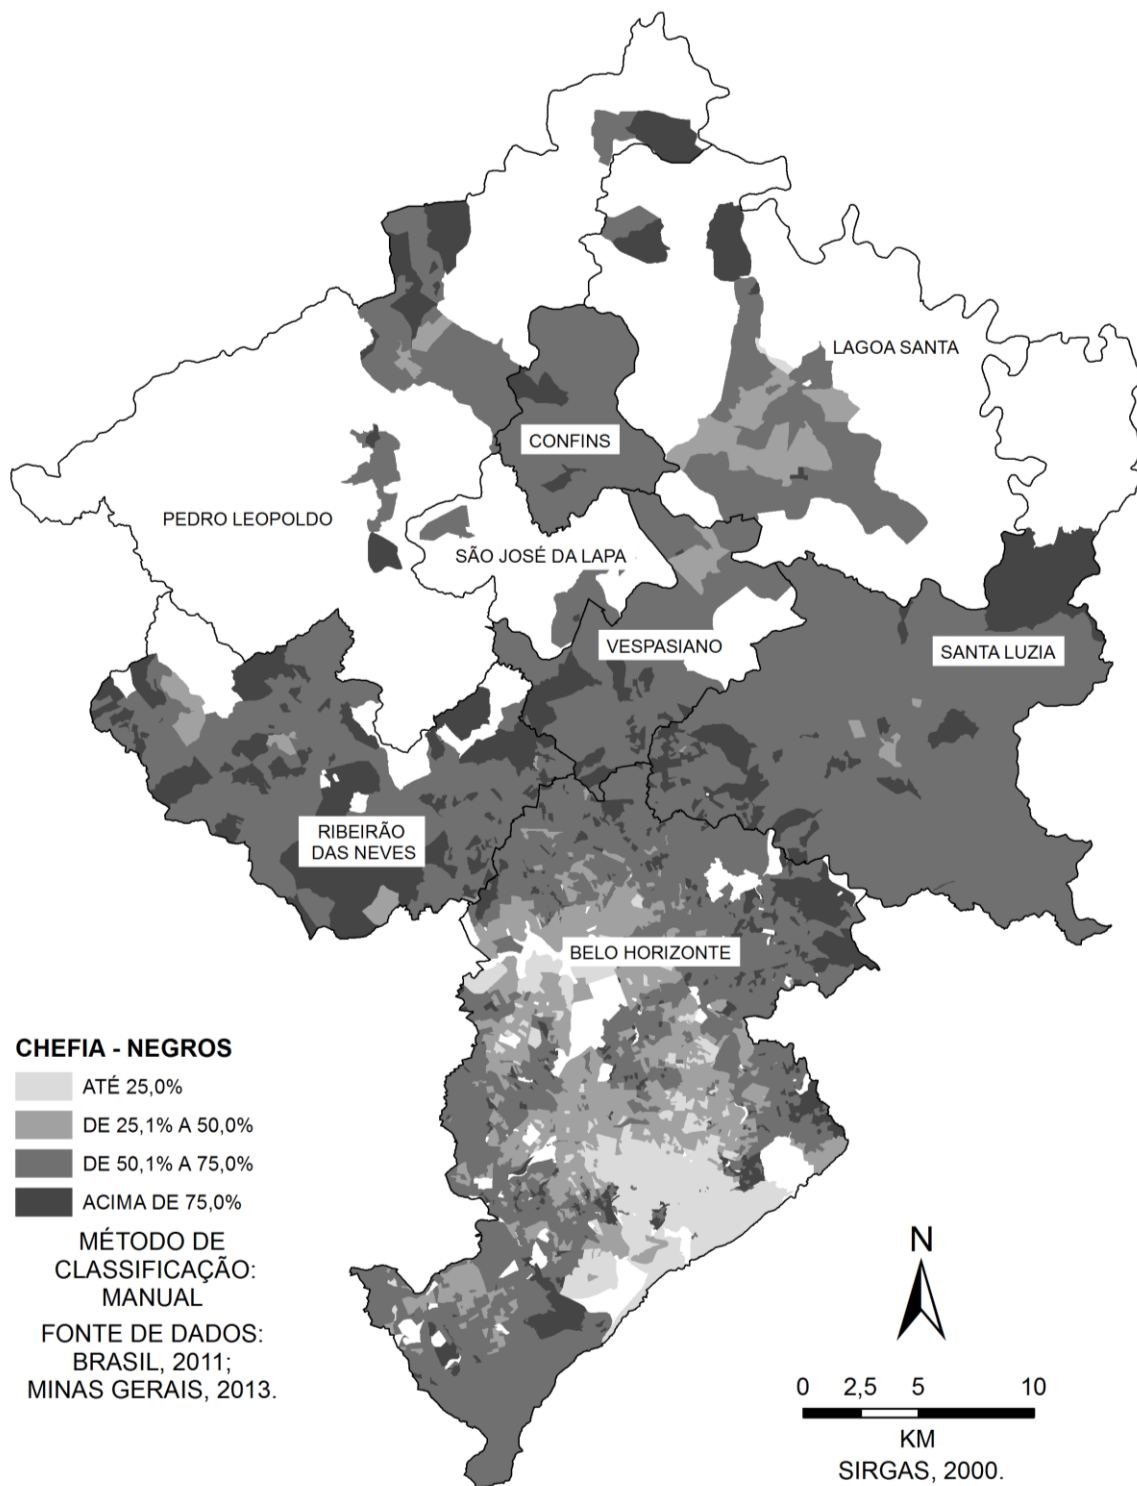 LAGOA SANTA
CONFINS
PEDRO LEOPOLDO
SÃO JOSÉ DA LAPA
VESPASIANO
SANTA LUZIA
RIBEIRÃO
DAS NEVES
BELO HORIZONTE
CHEFIA - NEGROS
ATÉ 25,0%
DE 25,1% A 50,0%
DE 50,1% A 75,0%
ACIMA DE 75,0%
MÉTODO DE
CLASSIFICAÇÃO:
MANUAL
FONTE DE DADOS:
BRASIL, 2011;
MINAS GERAIS, 2013.
N
0 2,5 5 10
KM
SIRGAS, 2000.